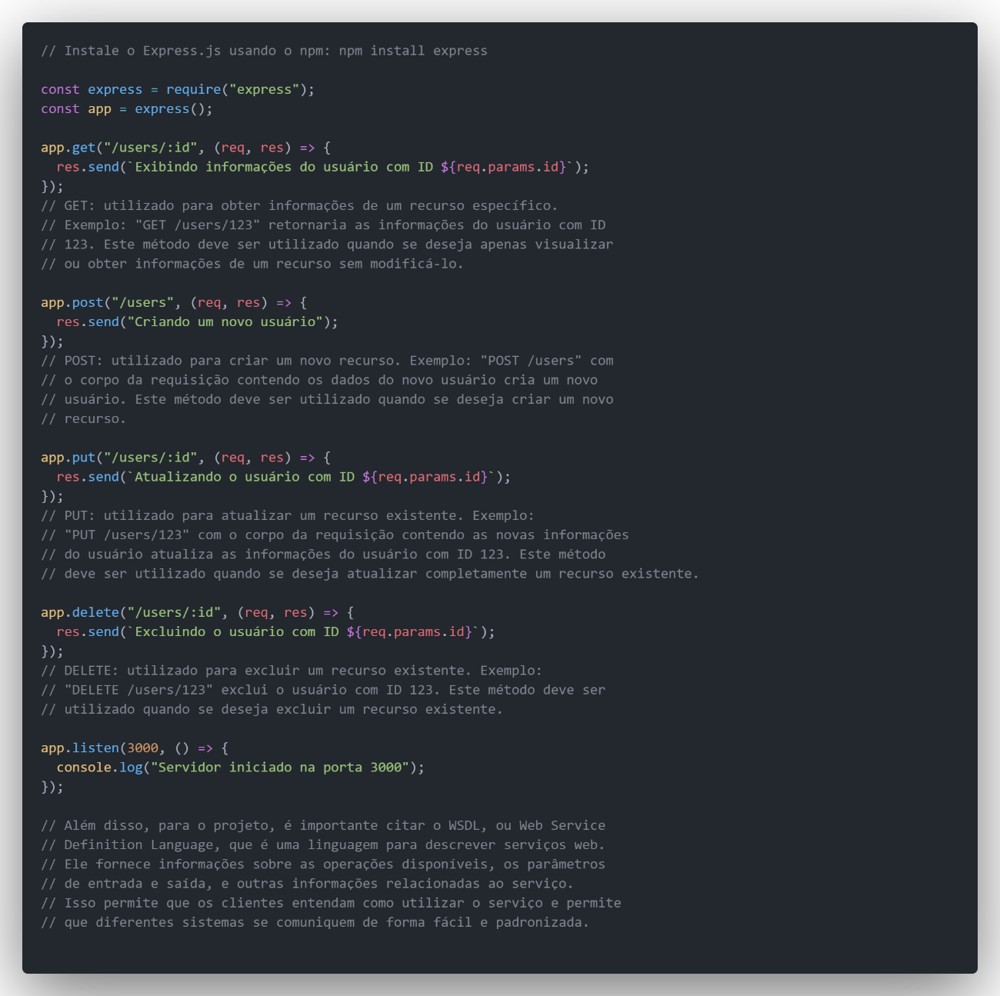 // Instale o Express.js usando o npm: npm install express

const express = require("express");
const app = express();

app.get("/users/:id", (req, res) => {
  res.send(`Exibindo informações do usuário com ID ${req.params.id}`);
});
// GET: utilizado para obter informações de um recurso específico.
// Exemplo: "GET /users/123" retornaria as informações do usuário com ID
// 123. Este método deve ser utilizado quando se deseja apenas visualizar
// ou obter informações de um recurso sem modificá-lo.

app.post("/users", (req, res) => {
  res.send("Criando um novo usuário");
});
// POST: utilizado para criar um novo recurso. Exemplo: "POST /users" com
// o corpo da requisição contendo os dados do novo usuário cria um novo
// usuário. Este método deve ser utilizado quando se deseja criar um novo
// recurso.

app.put("/users/:id", (req, res) => {
  res.send(`Atualizando o usuário com ID ${req.params.id}`);
});
// PUT: utilizado para atualizar um recurso existente. Exemplo:
// "PUT /users/123" com o corpo da requisição contendo as novas informações
// do usuário atualiza as informações do usuário com ID 123. Este método
// deve ser utilizado quando se deseja atualizar completamente um recurso existente.

app.delete("/users/:id", (req, res) => {
  res.send(`Excluindo o usuário com ID ${req.params.id}`);
});
// DELETE: utilizado para excluir um recurso existente. Exemplo:
// "DELETE /users/123" exclui o usuário com ID 123. Este método deve ser
// utilizado quando se deseja excluir um recurso existente.

app.listen(3000, () => {
  console.log("Servidor iniciado na porta 3000");
});

// Além disso, para o projeto, é importante citar o WSDL, ou Web Service
// Definition Language, que é uma linguagem para descrever serviços web.
// Ele fornece informações sobre as operações disponíveis, os parâmetros
// de entrada e saída, e outras informações relacionadas ao serviço.
// Isso permite que os clientes entendam como utilizar o serviço e permite
// que diferentes sistemas se comuniquem de forma fácil e padronizada.